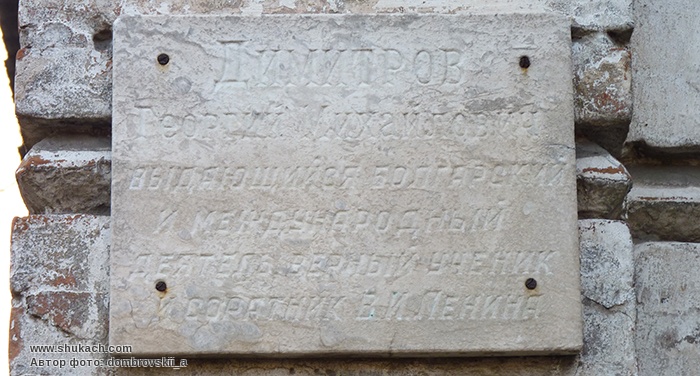 ДИМИТРОВ
ГЕОРГИЙ МИХАЙЛОВИЧ
ВЫДАЮЩИЙСЯ БОЛГАРСКИЙ
И МЕЖДУНАРОДНЫЙ
ДЕЯТЕЛЬ ВЕРНЫЙ УЧЕНИК
И СОРАТНИК В.И. ЛЕНИНА
www.shukach.com
Автор фото: dombrovskii_a